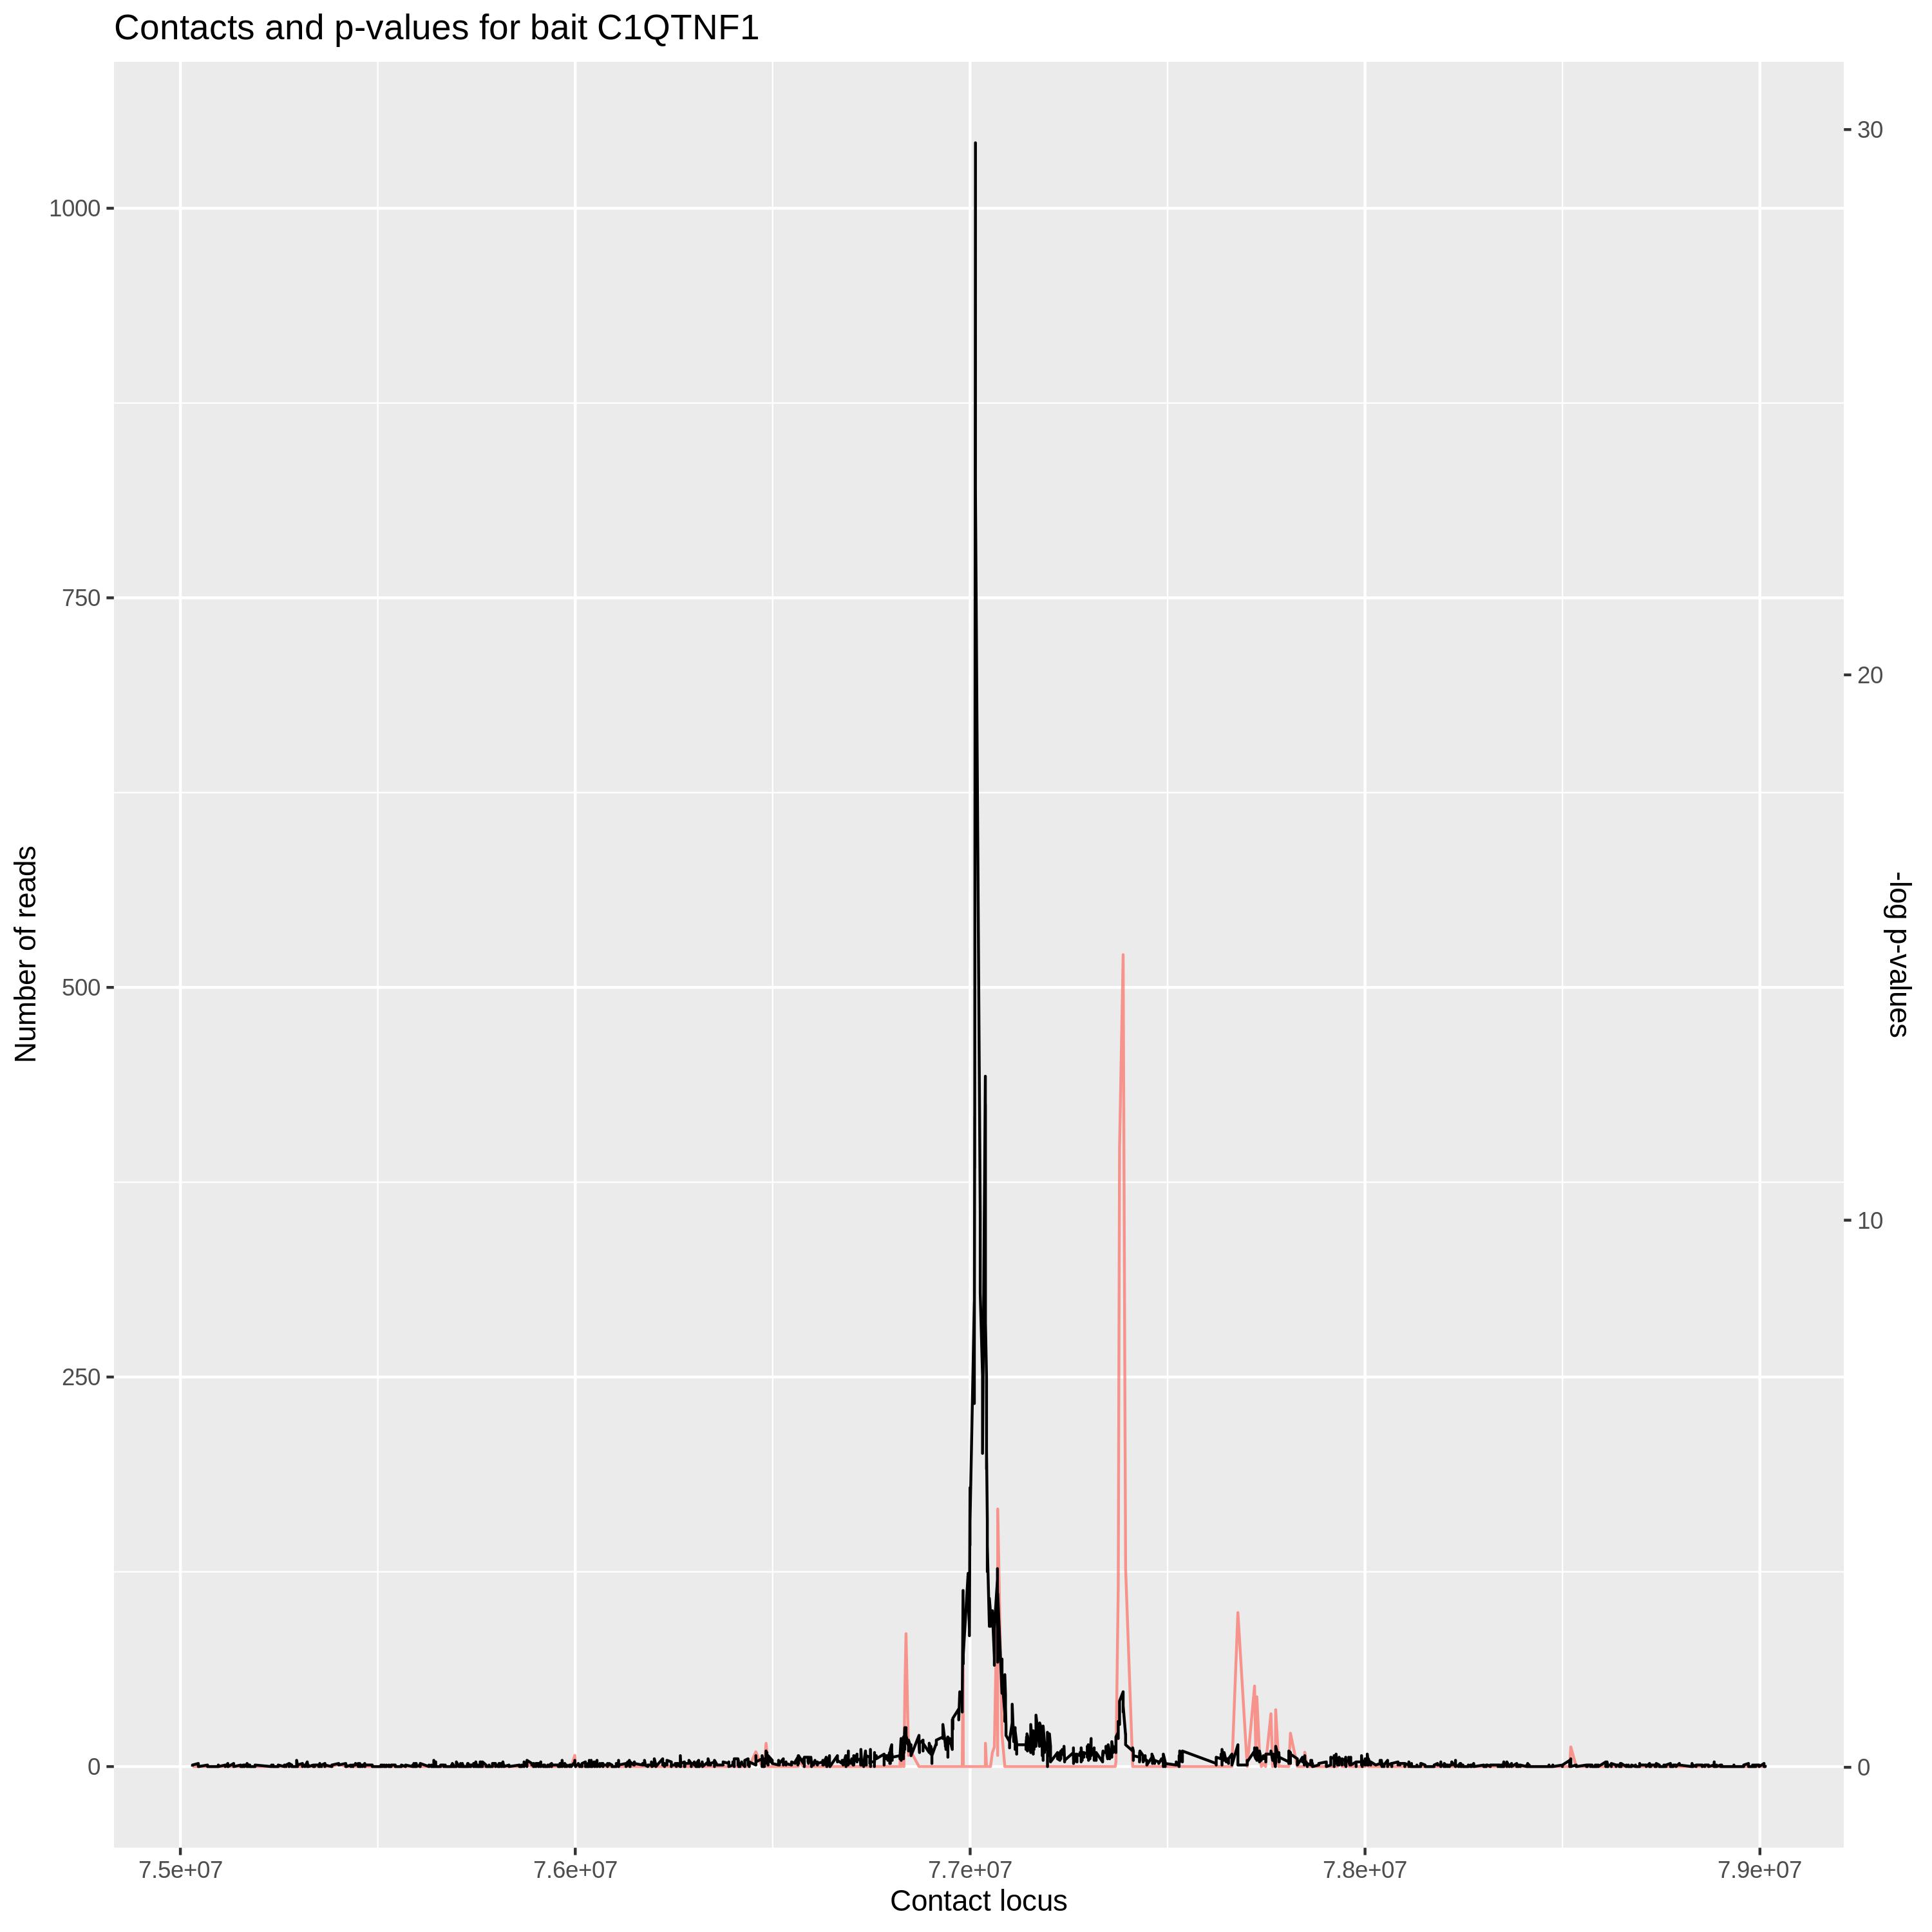 Contacts and p-values for bait C1QTNF1
1000
750
500
250
0
Number of reads
30
20
10
0
-log p-values
7.5e+07
7.6e+07
7.7e+07
7.8e+07
7.9e+07
Contact locus